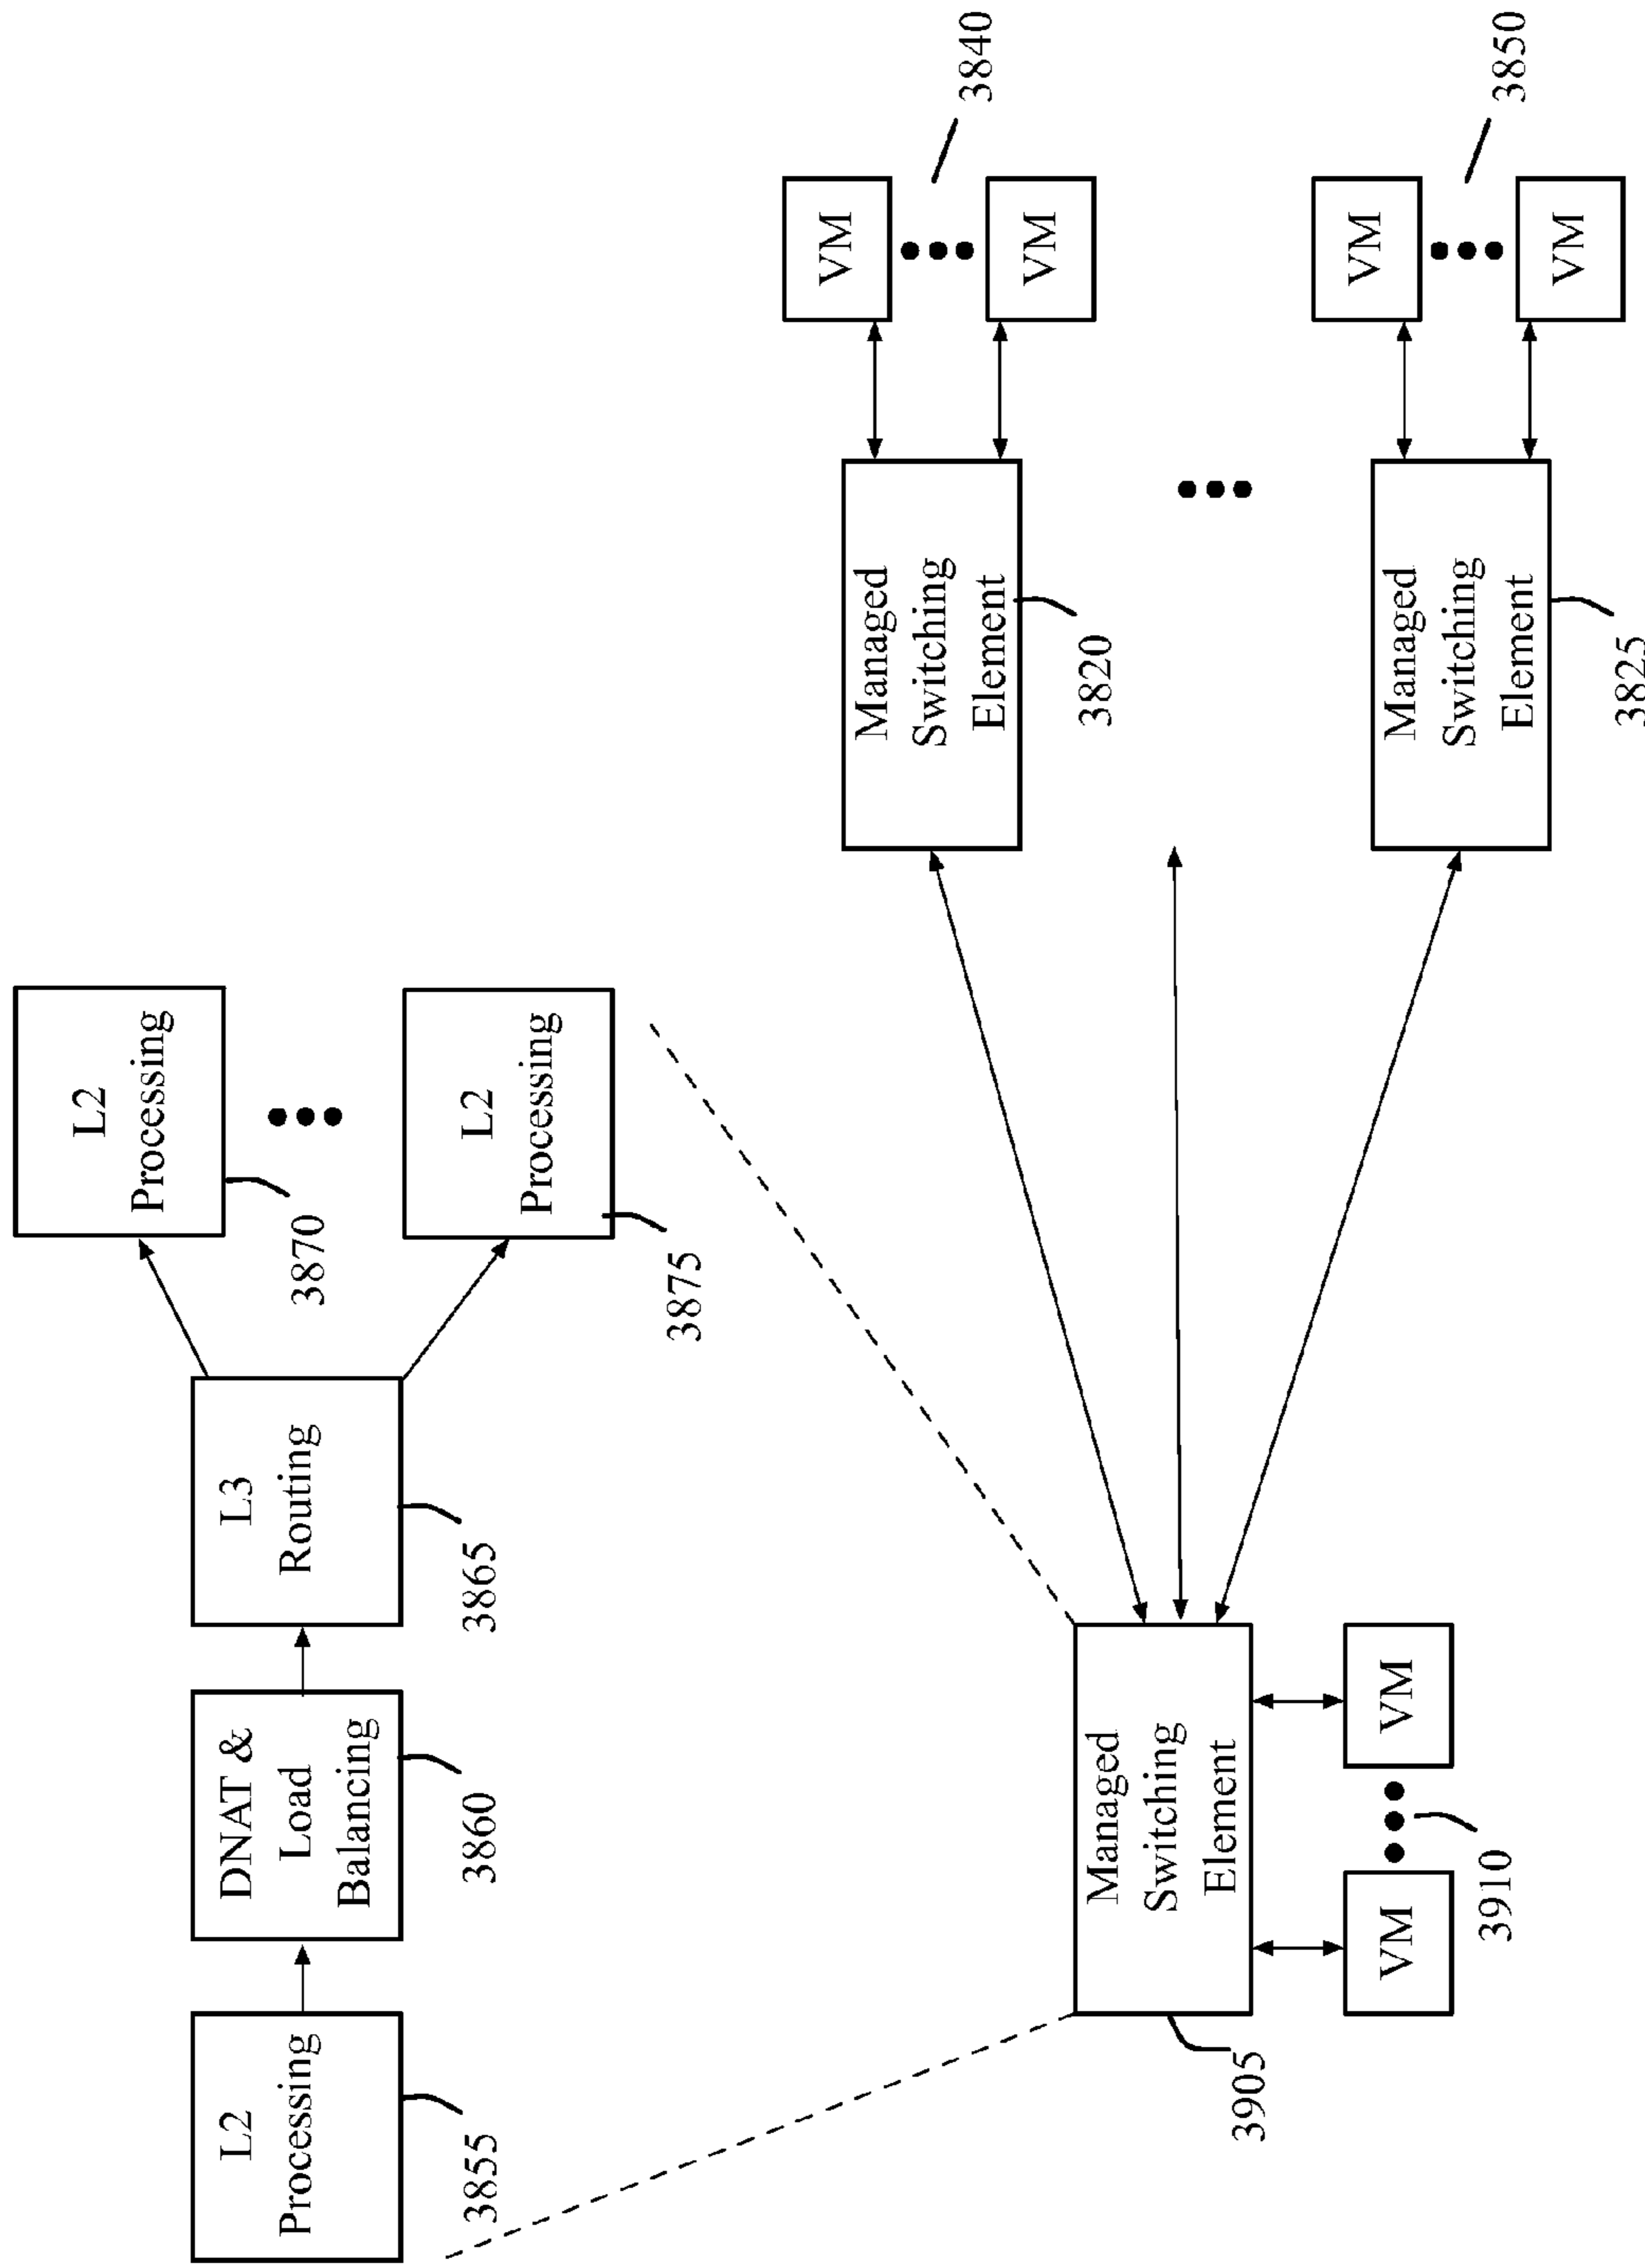 L2
Processing
3855
DNAT &
Load
Balancing
3860
L3
Routing
3865
L2
Processing
3870
L2
Processing
3875
Managed
Switching
Element
3905
VM
VM
3910
Managed
Switching
Element
3820
VM
VM
3840
Managed
Switching
Element
3825
VM
VM
3850